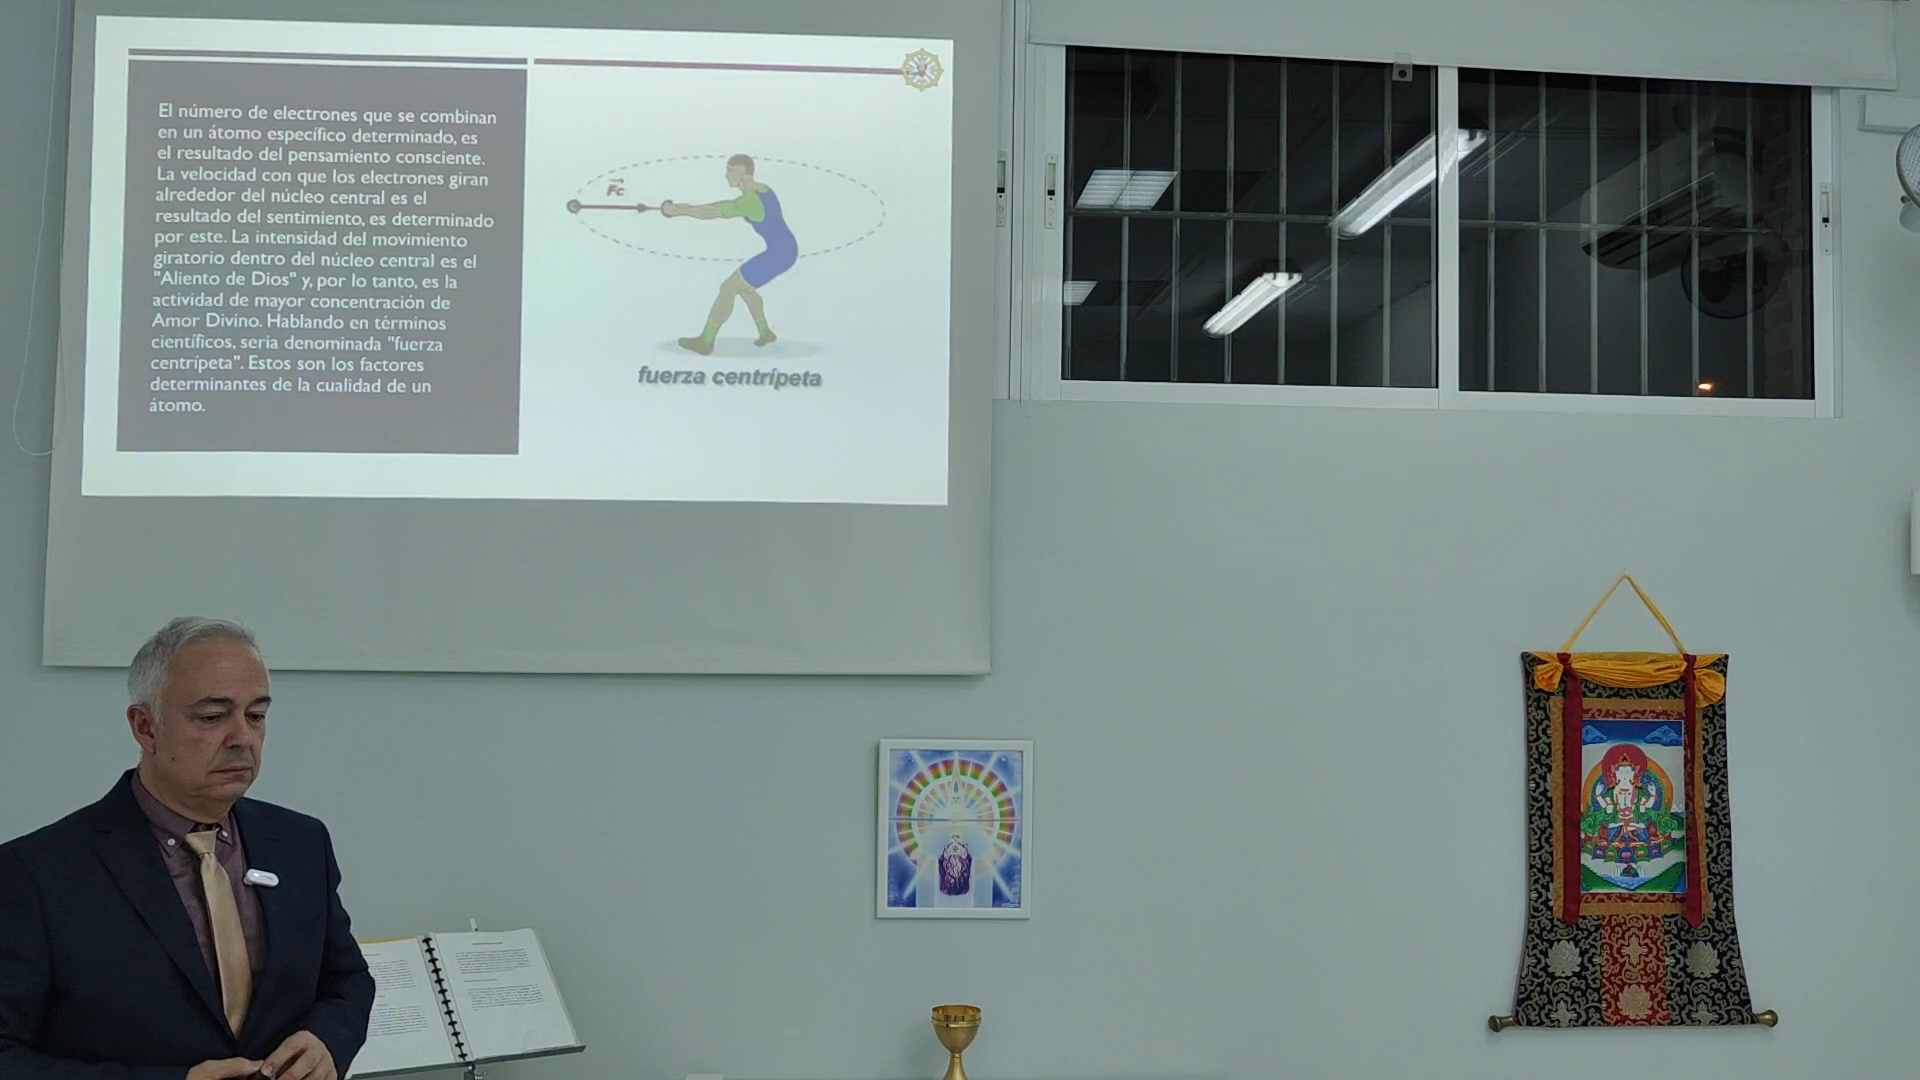 El número de electrones que se combinan
en un átomo específico determinado, es
el resultado del pensamiento consciente.
La velocidad con que los electrones giran
alrededor del núcleo central es el
resultado del sentimiento, es determinado
por este. La intensidad del movimiento
giratorio dentro del núcleo central es el
"Aliento de Dios" y, por lo tanto, es la
actividad de mayor concentración de
Amor Divino. Hablando en términos
científicos, seria denominada "fuerza
centrípeta". Estos son los factores
determinantes de la cualidad de un
átomo.
Fc
fuerza centrípeta